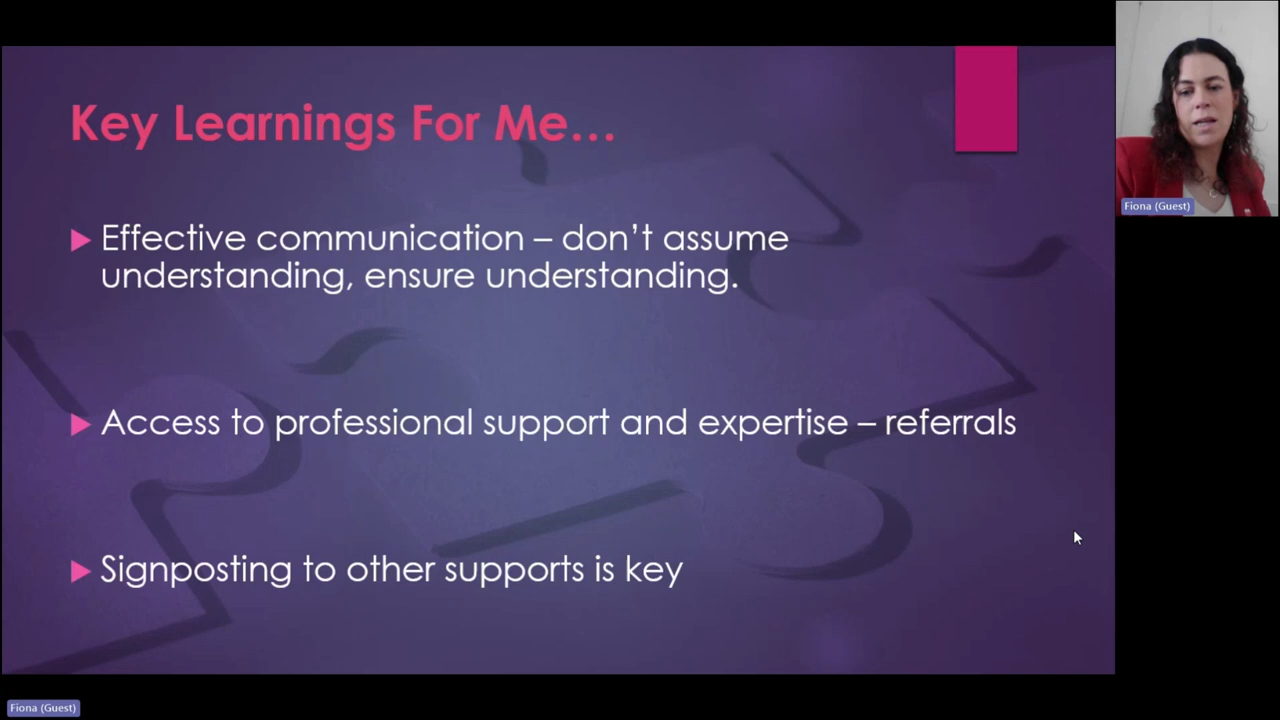 Key Learnings For Me...
Effective communication – don't assume
understanding, ensure understanding.
Access to professional support and expertise – referrals
Signposting to other supports is key
Fiona (Guest)
Fiona (Guest)